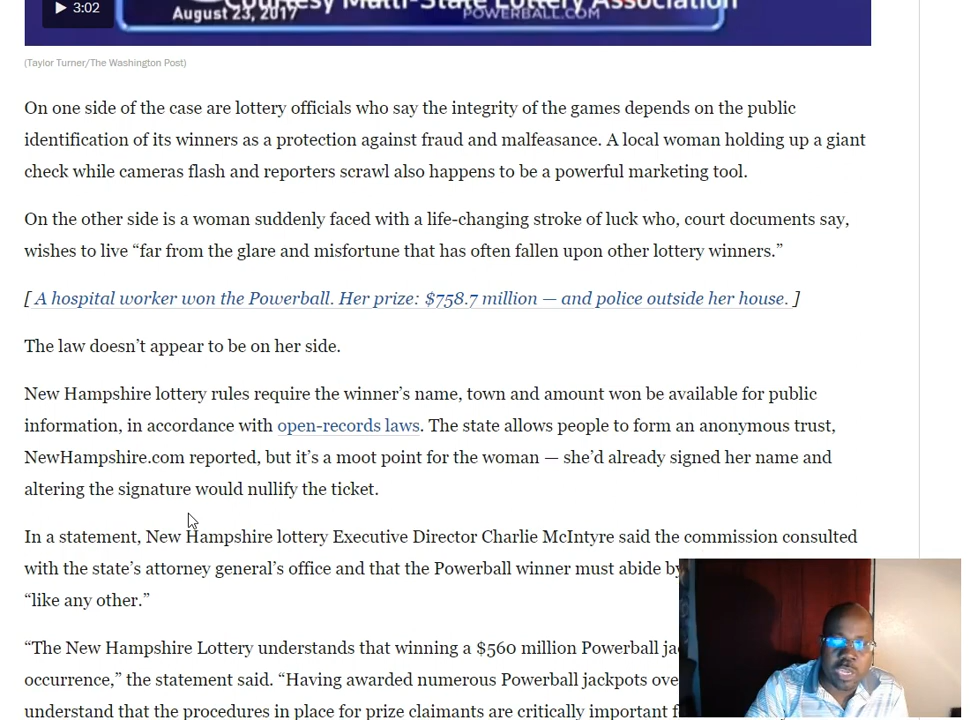 3:02
August 23, 2017
Courtesy Multi-State Lottery Association
POWERBALL.COM
(Taylor Turner/The Washington Post)
On one side of the case are lottery officials who say the integrity of the games depends on the public
identification of its winners as a protection against fraud and malfeasance. A local woman holding up a giant
check while cameras flash and reporters scrawl also happens to be a powerful marketing tool.
On the other side is a woman suddenly faced with a life-changing stroke of luck who, court documents say,
wishes to live “far from the glare and misfortune that has often fallen upon other lottery winners.”
[ A hospital worker won the Powerball. Her prize: $758.7 million — and police outside her house. ]
The law doesn’t appear to be on her side.
New Hampshire lottery rules require the winner’s name, town and amount won be available for public
information, in accordance with open-records laws. The state allows people to form an anonymous trust,
NewHampshire.com reported, but it’s a moot point for the woman — she’d already signed her name and
altering the signature would nullify the ticket.
In a statement, New Hampshire lottery Executive Director Charlie McIntyre said the commission consulted
with the state’s attorney general’s office and that the Powerball winner must abide by
“like any other.”
“The New Hampshire Lottery understands that winning a $560 million Powerball
occurrence,” the statement said. “Having awarded numerous Powerball jackpots
understand that the procedures in place for prize claimants are critically important